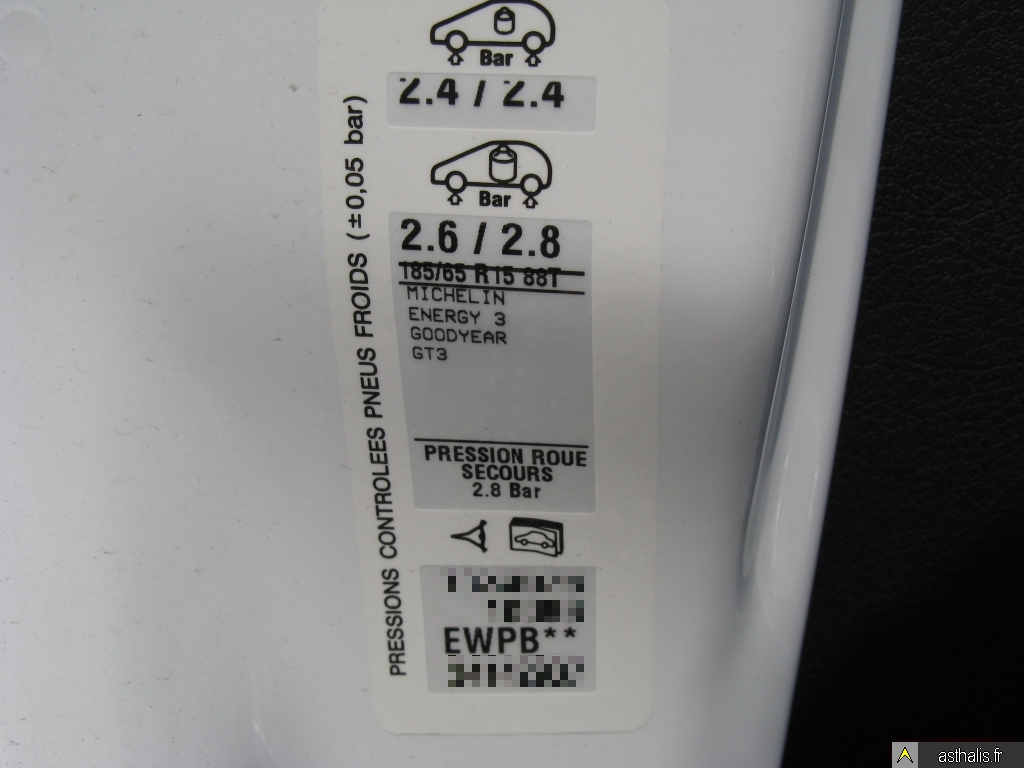 Bar
2.4 / 2.4
Bar
2.6 / 2.8
185/65 R15 88T
MICHELIN
ENERGY 3
GOODYEAR
GT3
PRESSION ROUE
SECOURS
2.8 Bar
EWPB**
PRESSIONS CONTROLEES PNEUS FROIDS (±0,05 bar)
asthalis.fr